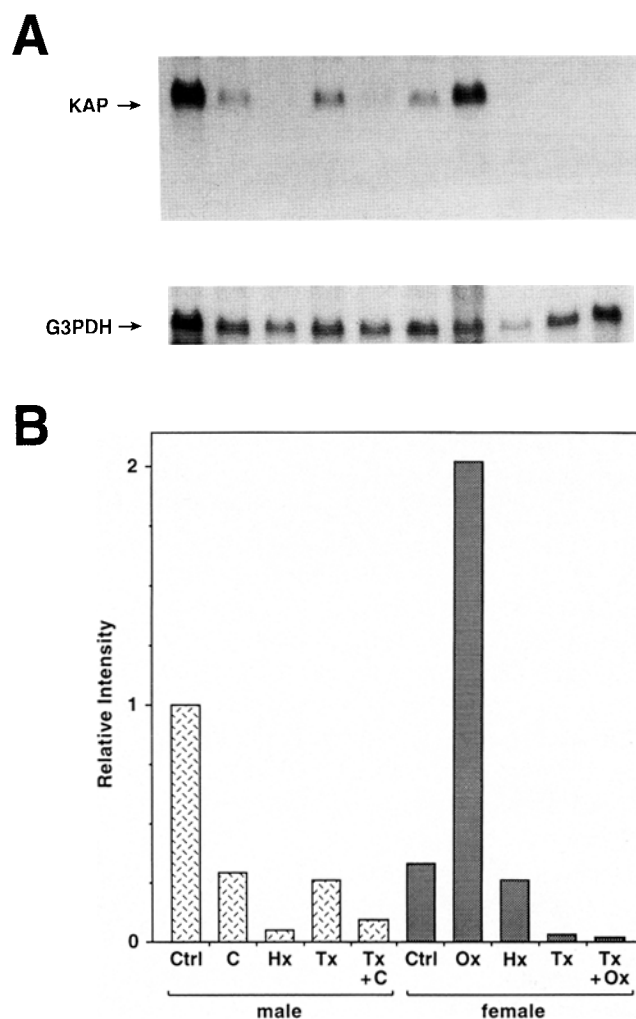 A
KAP →
G3PDH →
B
2
1
0
Relative Intensity
Ctrl C Hx Tx Tx Ctrl Ox Hx Tx Tx
+C +Ox
male female